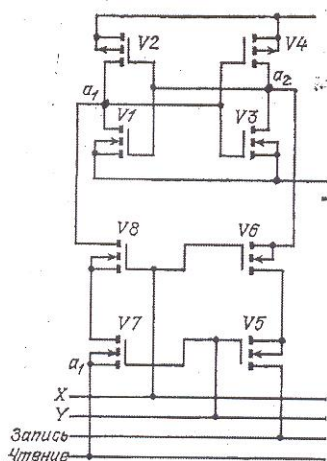 V2 V4
a₁ a₂
V1 V3
V8 V6
V7 V5
a₁
X
Y
Запись
Чтение